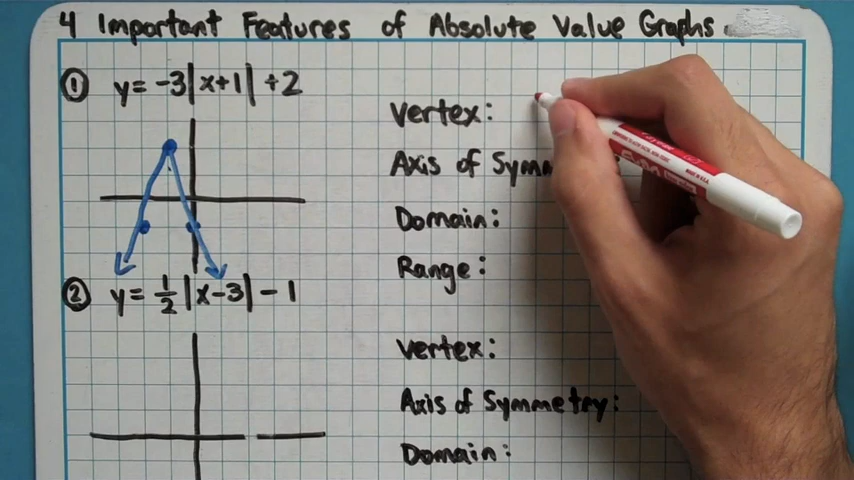 4 Important Features of Absolute Value Graphs
① y = -3|x+1| +2
Vertex:
Axis of Symm
Domain:
Range:
② y = 1/2 |x-3| - 1
Vertex:
Axis of Symmetry:
Domain: